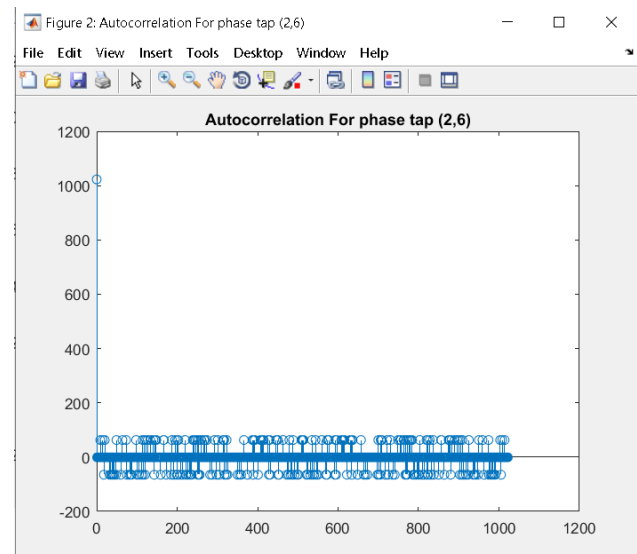 Figure 2: Autocorrelation For phase tap (2,6)
File Edit View Insert Tools Desktop Window Help
Autocorrelation For phase tap (2,6)
1200
1000
800
600
400
200
0
-200
0 200 400 600 800 1000 1200